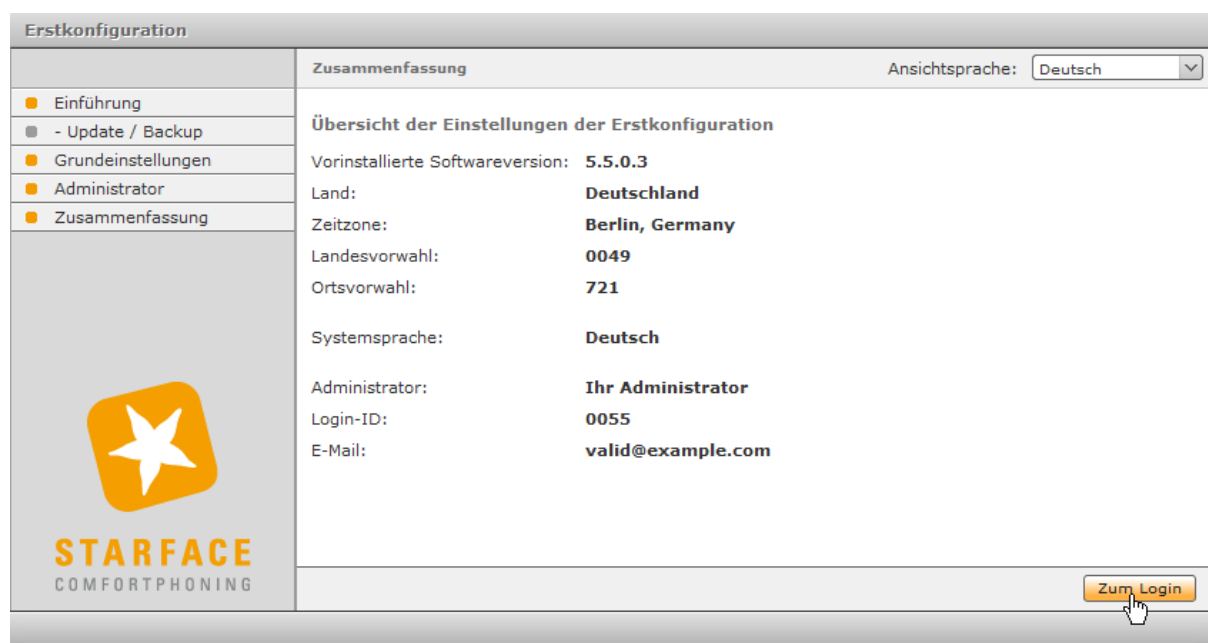 Erstkonfiguration
Zusammenfassung
Ansichtsprache: Deutsch
Einführung
- Update / Backup
Grundeinstellungen
Administrator
Zusammenfassung
Übersicht der Einstellungen der Erstkonfiguration
Vorinstallierte Softwareversion: 5.5.0.3
Land: Deutschland
Zeitzone: Berlin, Germany
Landesvorwahl: 0049
Ortsvorwahl: 721
Systemsprache: Deutsch
Administrator: Ihr Administrator
Login-ID: 0055
E-Mail: valid@example.com
STARFACE
COMFORTPHONING
Zum Login